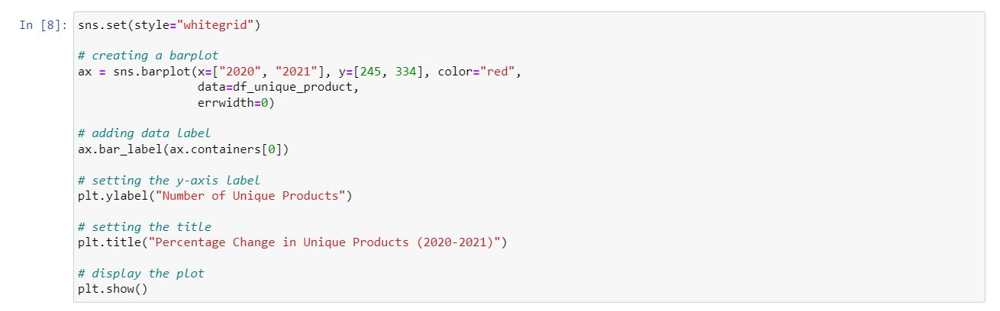 In [8]: sns.set(style="whitegrid")
# creating a barplot
ax = sns.barplot(x=["2020", "2021"], y=[245, 334], color="red",
data=df_unique_product,
errwidth=0)
# adding data label
ax.bar_label(ax.containers[0])
# setting the y-axis label
plt.ylabel("Number of Unique Products")
# setting the title
plt.title("Percentage Change in Unique Products (2020-2021)")
# display the plot
plt.show()